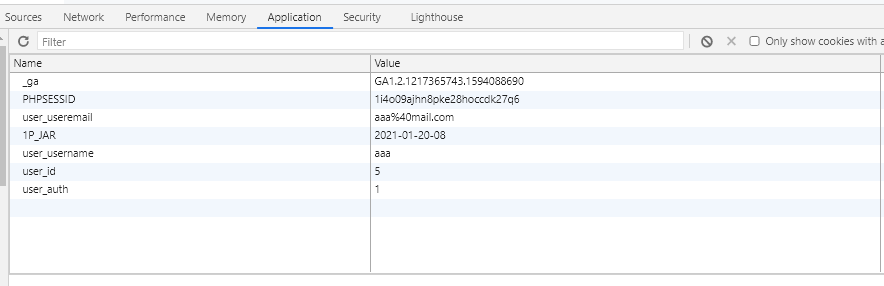 Sources Network Performance Memory Application Security Lighthouse
Filter Only show cookies with a
Name Value
_ga GA1.2.1217365743.1594088690
PHPSESSID 1i4o09ajhn8pke28hoccdk27q6
user_useremail aaa%40mail.com
1P_JAR 2021-01-20-08
user_username aaa
user_id 5
user_auth 1